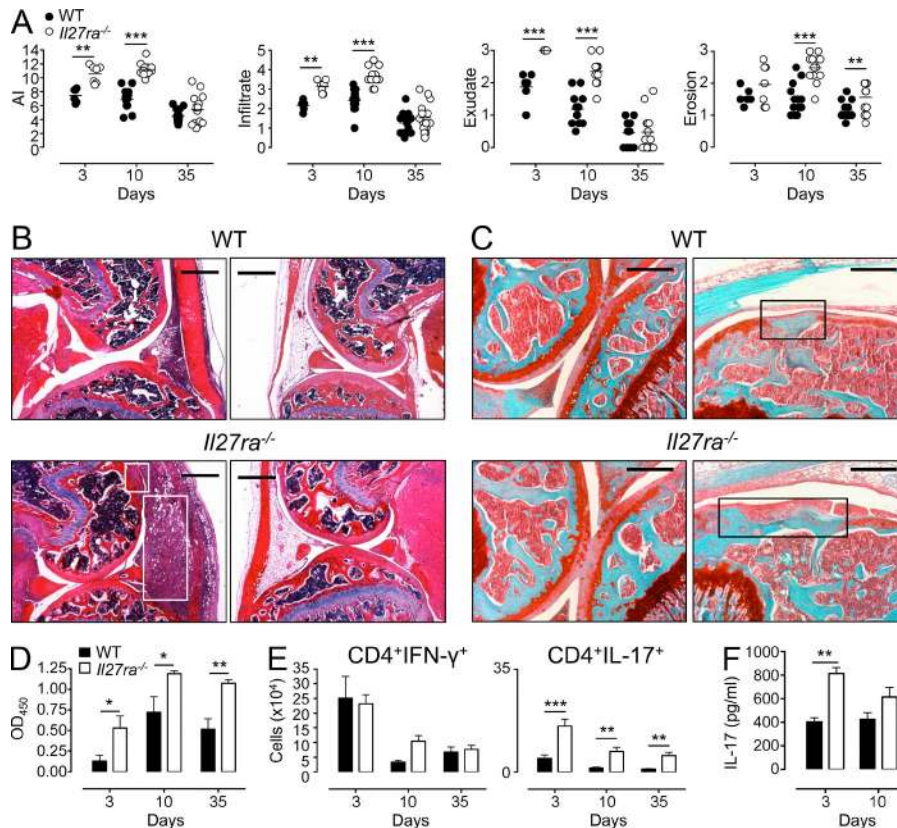 A
WT
Il27ra-/-
** *** ** *** *** *** *** **
AI Infiltrate Exudate Erosion
14 12 10 8 6 4 2 0
5 4 3 2 1 0
3 2 1 0
3 2 1 0
3 10 35 3 10 35 3 10 35 3 10 35
Days Days Days Days
B C
WT WT
Il27ra-/- Il27ra-/-
D
WT
Il27ra-/-
OD450
1.25 1.00 0.75 0.50 0.25 0.00
* * **
3 10 35
Days
E
CD4+IFN-γ+ CD4+IL-17+
Cells (x10⁴)
35 30 25 20 15 10 5 0
35 0
*** ** **
3 10 35 3 10 35
Days
F
IL-17 (pg/ml)
1000 800 600 400 200 0
**
3 10
Days